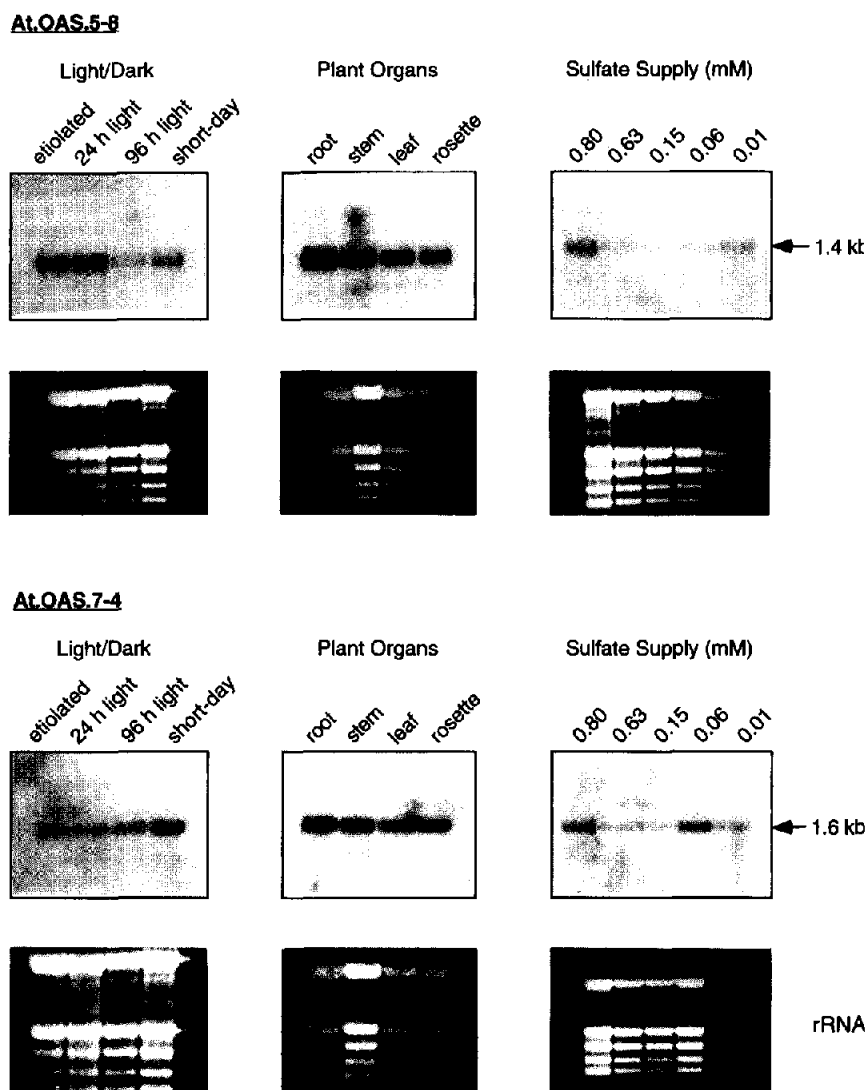 At.OAS.5-8
Light/Dark
Plant Organs
Sulfate Supply (mM)
etiolated
24 h light
96 h light
short-day
root
stem
leaf
rosette
0.80
0.63
0.15
0.06
0.01
1.4 kb
At.OAS.7-4
Light/Dark
Plant Organs
Sulfate Supply (mM)
etiolated
24 h light
96 h light
short-day
root
stem
leaf
rosette
0.80
0.63
0.15
0.06
0.01
1.6 kb
rRNA